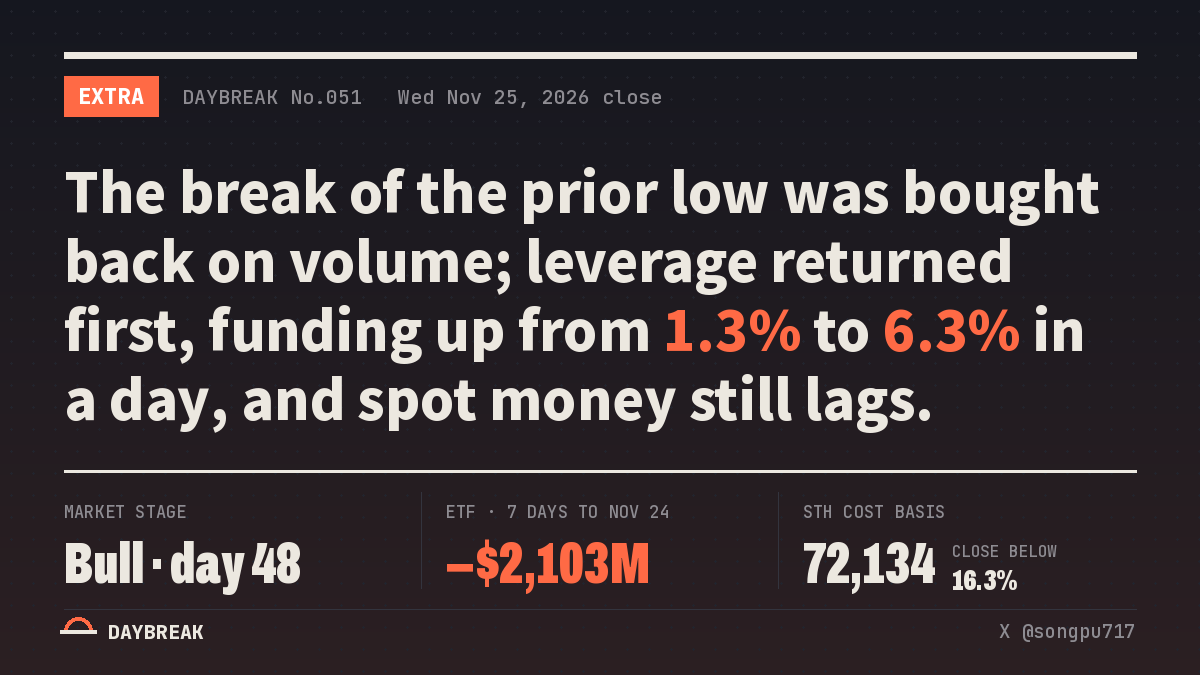 EXTRA DAYBREAK No.051 Wed Nov 25, 2026 close
The break of the prior low was bought
back on volume; leverage returned
first, funding up from 1.3% to 6.3% in
a day, and spot money still lags.
MARKET STAGE
Bull · day 48
ETF · 7 DAYS TO NOV 24
−$2,103M
STH COST BASIS
72,134
CLOSE BELOW
16.3%
DAYBREAK
X @songpu717